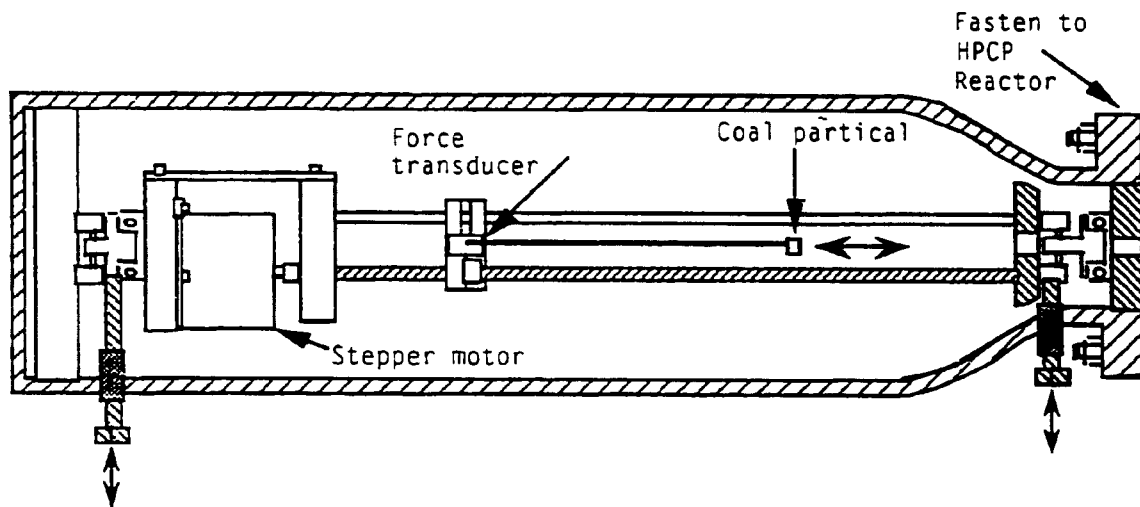 Fasten to
HPCP
Reactor
Force
transducer
Coal partical
Stepper motor